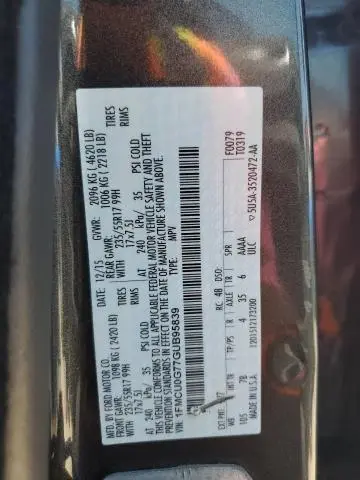 MFD. BY FORD MOTOR CO.
DATE: 12/15 GVWR: 2096 KG (4620 LB)
FRONT GAWR: 1098 KG (2420 LB) REAR GAWR: 1006 KG (2218 LB)
235/55R17 99H TIRES 235/55R17 99H TIRES
17x7.5J RIMS 17x7.5J RIMS
AT 240 kPa/ 35 PSI COLD AT 240 kPa/ 35 PSI COLD
THIS VEHICLE CONFORMS TO ALL APPLICABLE FEDERAL MOTOR VEHICLE SAFETY AND THEFT
PREVENTION STANDARDS IN EFFECT ON THE DATE OF MANUFACTURE SHOWN ABOVE.
VIN: 1FMCU0G77GUB95839
TYPE: MPV
F0079
T0319
EXT PNT: RC: 48 DSO:
WB INT TR TP/PS R AXLE TR SPR
105 7B 4 35 6 AAAA
MADE IN U.S.A. ULC
1201512173200
▽5U5A-3520472-AA